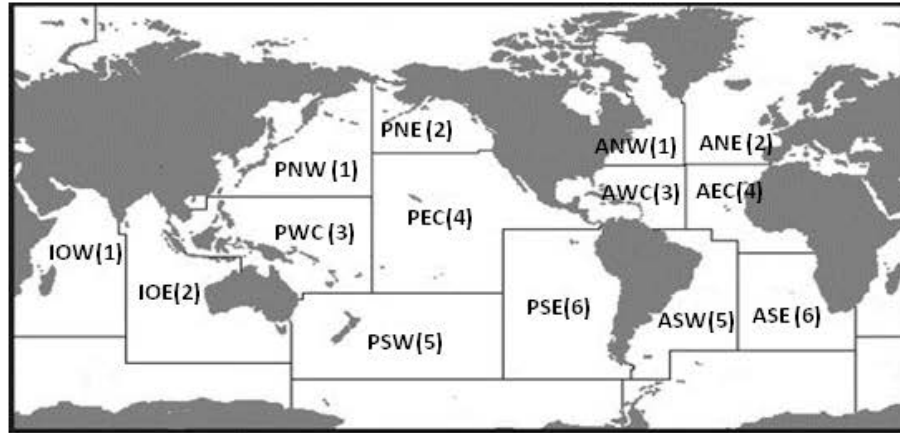 PNE (2)
ANW(1)
ANE (2)
PNW (1)
AWC(3)
AEC(4)
PEC(4)
PWC (3)
IOW(1)
IOE(2)
PSE(6)
ASW(5)
ASE (6)
PSW(5)